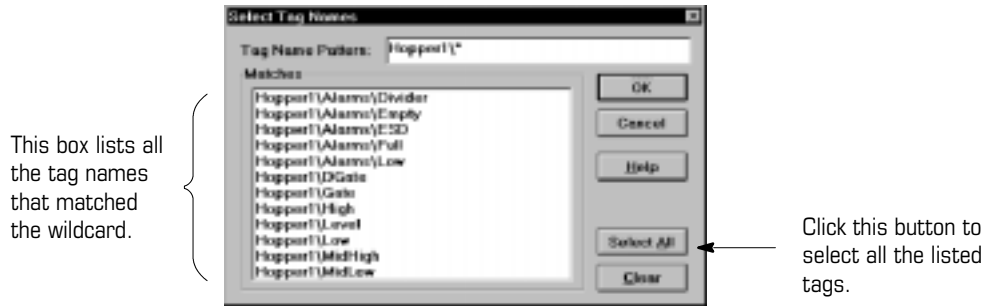 Select Tag Names
Tag Name Pattern: Hopper1\*
Matches
Hopper1\Alarms\Divider
Hopper1\Alarms\Empty
Hopper1\Alarms\ESD
Hopper1\Alarms\Full
Hopper1\Alarms\Low
Hopper1\DGate
Hopper1\Gate
Hopper1\High
Hopper1\Level
Hopper1\Low
Hopper1\MidHigh
Hopper1\MidLow
OK
Cancel
Help
Select All
Clear
This box lists all
the tag names
that matched
the wildcard.
Click this button to
select all the listed
tags.